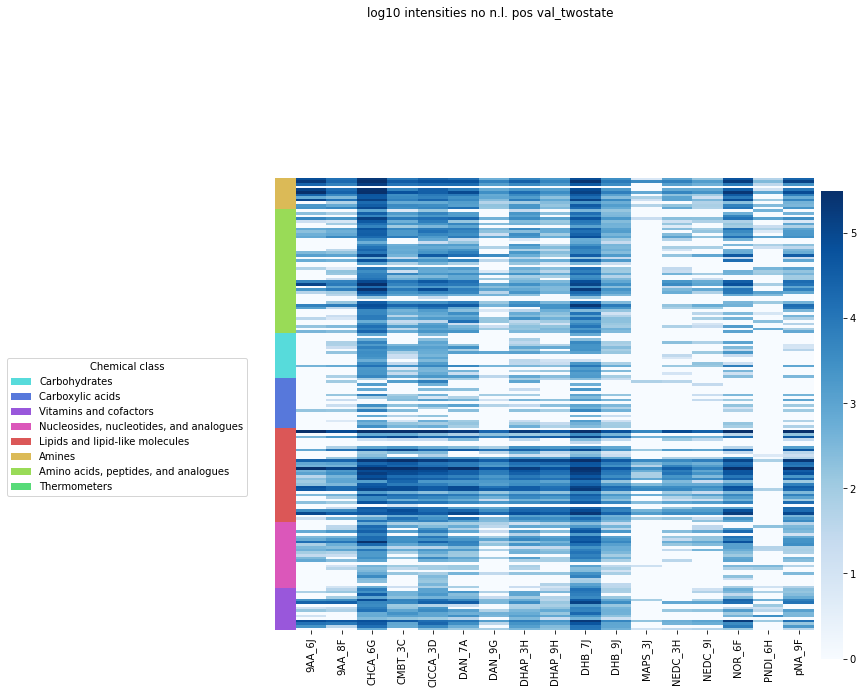 log10 intensities no n.l. pos val_twostate
Chemical class
Carbohydrates
Carboxylic acids
Vitamins and cofactors
Nucleosides, nucleotides, and analogues
Lipids and lipid-like molecules
Amines
Amino acids, peptides, and analogues
Thermometers
5
4
3
2
1
0
9AA_6J
9AA_8F
CHCA_6G
CMBT_3C
ClCCA_3D
DAN_7A
DAN_9G
DHAP_3H
DHAP_9H
DHB_7J
DHB_9J
MAPS_3J
NEDC_3H
NEDC_9I
NOR_6F
PNDI_6H
pNA_9F